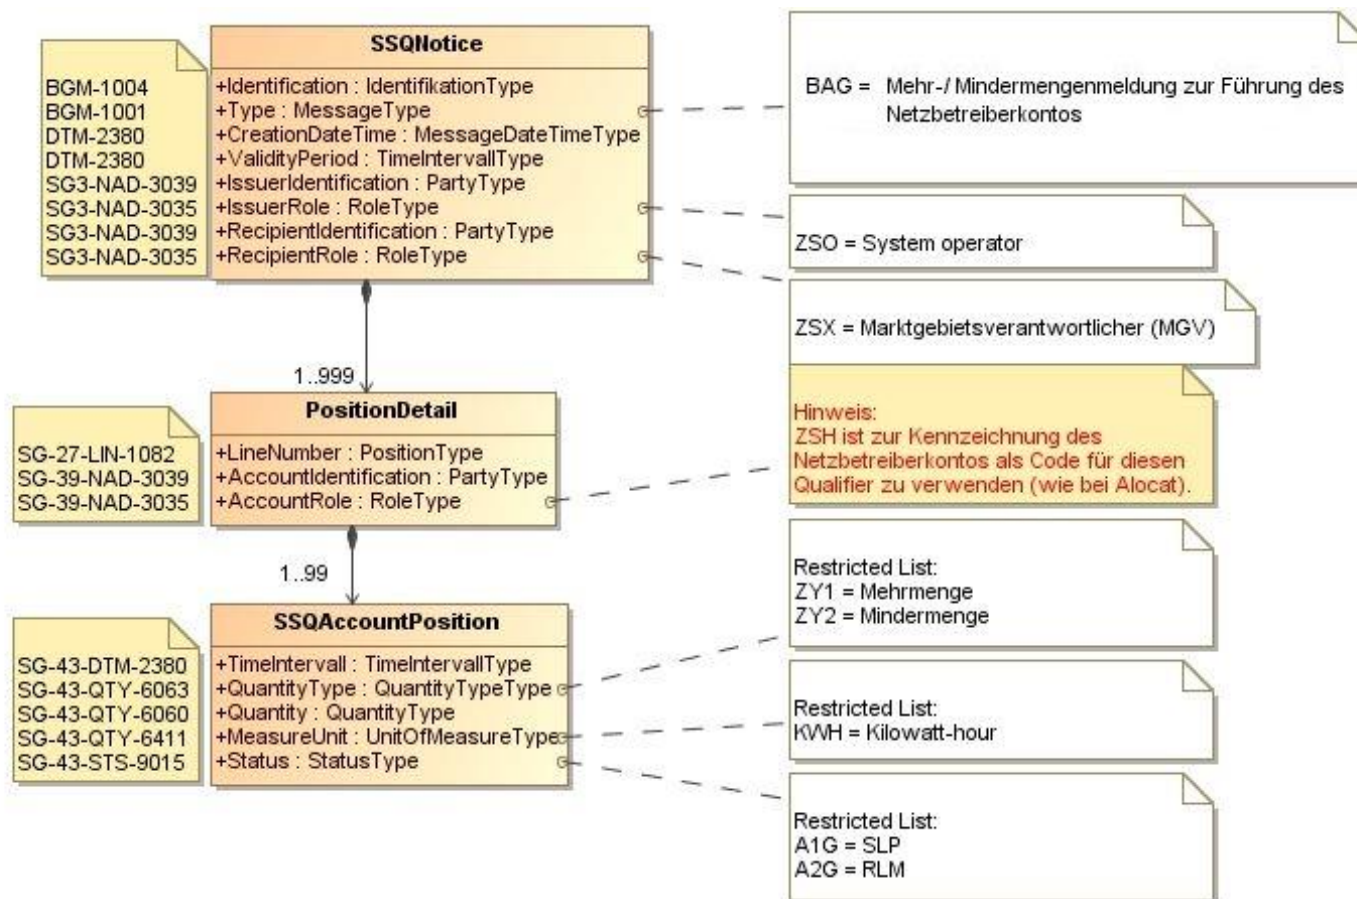 BGM-1004
BGM-1001
DTM-2380
DTM-2380
SG3-NAD-3039
SG3-NAD-3035
SG3-NAD-3039
SG3-NAD-3035
SSQNotice
+Identification : IdentifikationType
+Type : MessageType
+CreationDateTime : MessageDateTimeType
+ValidityPeriod : TimeIntervallType
+IssuerIdentification : PartyType
+IssuerRole : RoleType
+RecipientIdentification : PartyType
+RecipientRole : RoleType
BAG = Mehr-/ Mindermengenmeldung zur Führung des
Netzbetreiberkontos
ZSO = System operator
ZSX = Marktgebietsverantwortlicher (MGV)
1..999
SG-27-LIN-1082
SG-39-NAD-3039
SG-39-NAD-3035
PositionDetail
+LineNumber : PositionType
+AccountIdentification : PartyType
+AccountRole : RoleType
Hinweis:
ZSH ist zur Kennzeichnung des
Netzbetreiberkontos als Code für diesen
Qualifier zu verwenden (wie bei Alocat).
1..99
SG-43-DTM-2380
SG-43-QTY-6063
SG-43-QTY-6060
SG-43-QTY-6411
SG-43-STS-9015
SSQAccountPosition
+TimeIntervall : TimeIntervallType
+QuantityType : QuantityTypeType
+Quantity : QuantityType
+MeasureUnit : UnitOfMeasureType
+Status : StatusType
Restricted List:
ZY1 = Mehrmenge
ZY2 = Mindermenge
Restricted List:
KWH = Kilowatt-hour
Restricted List:
A1G = SLP
A2G = RLM